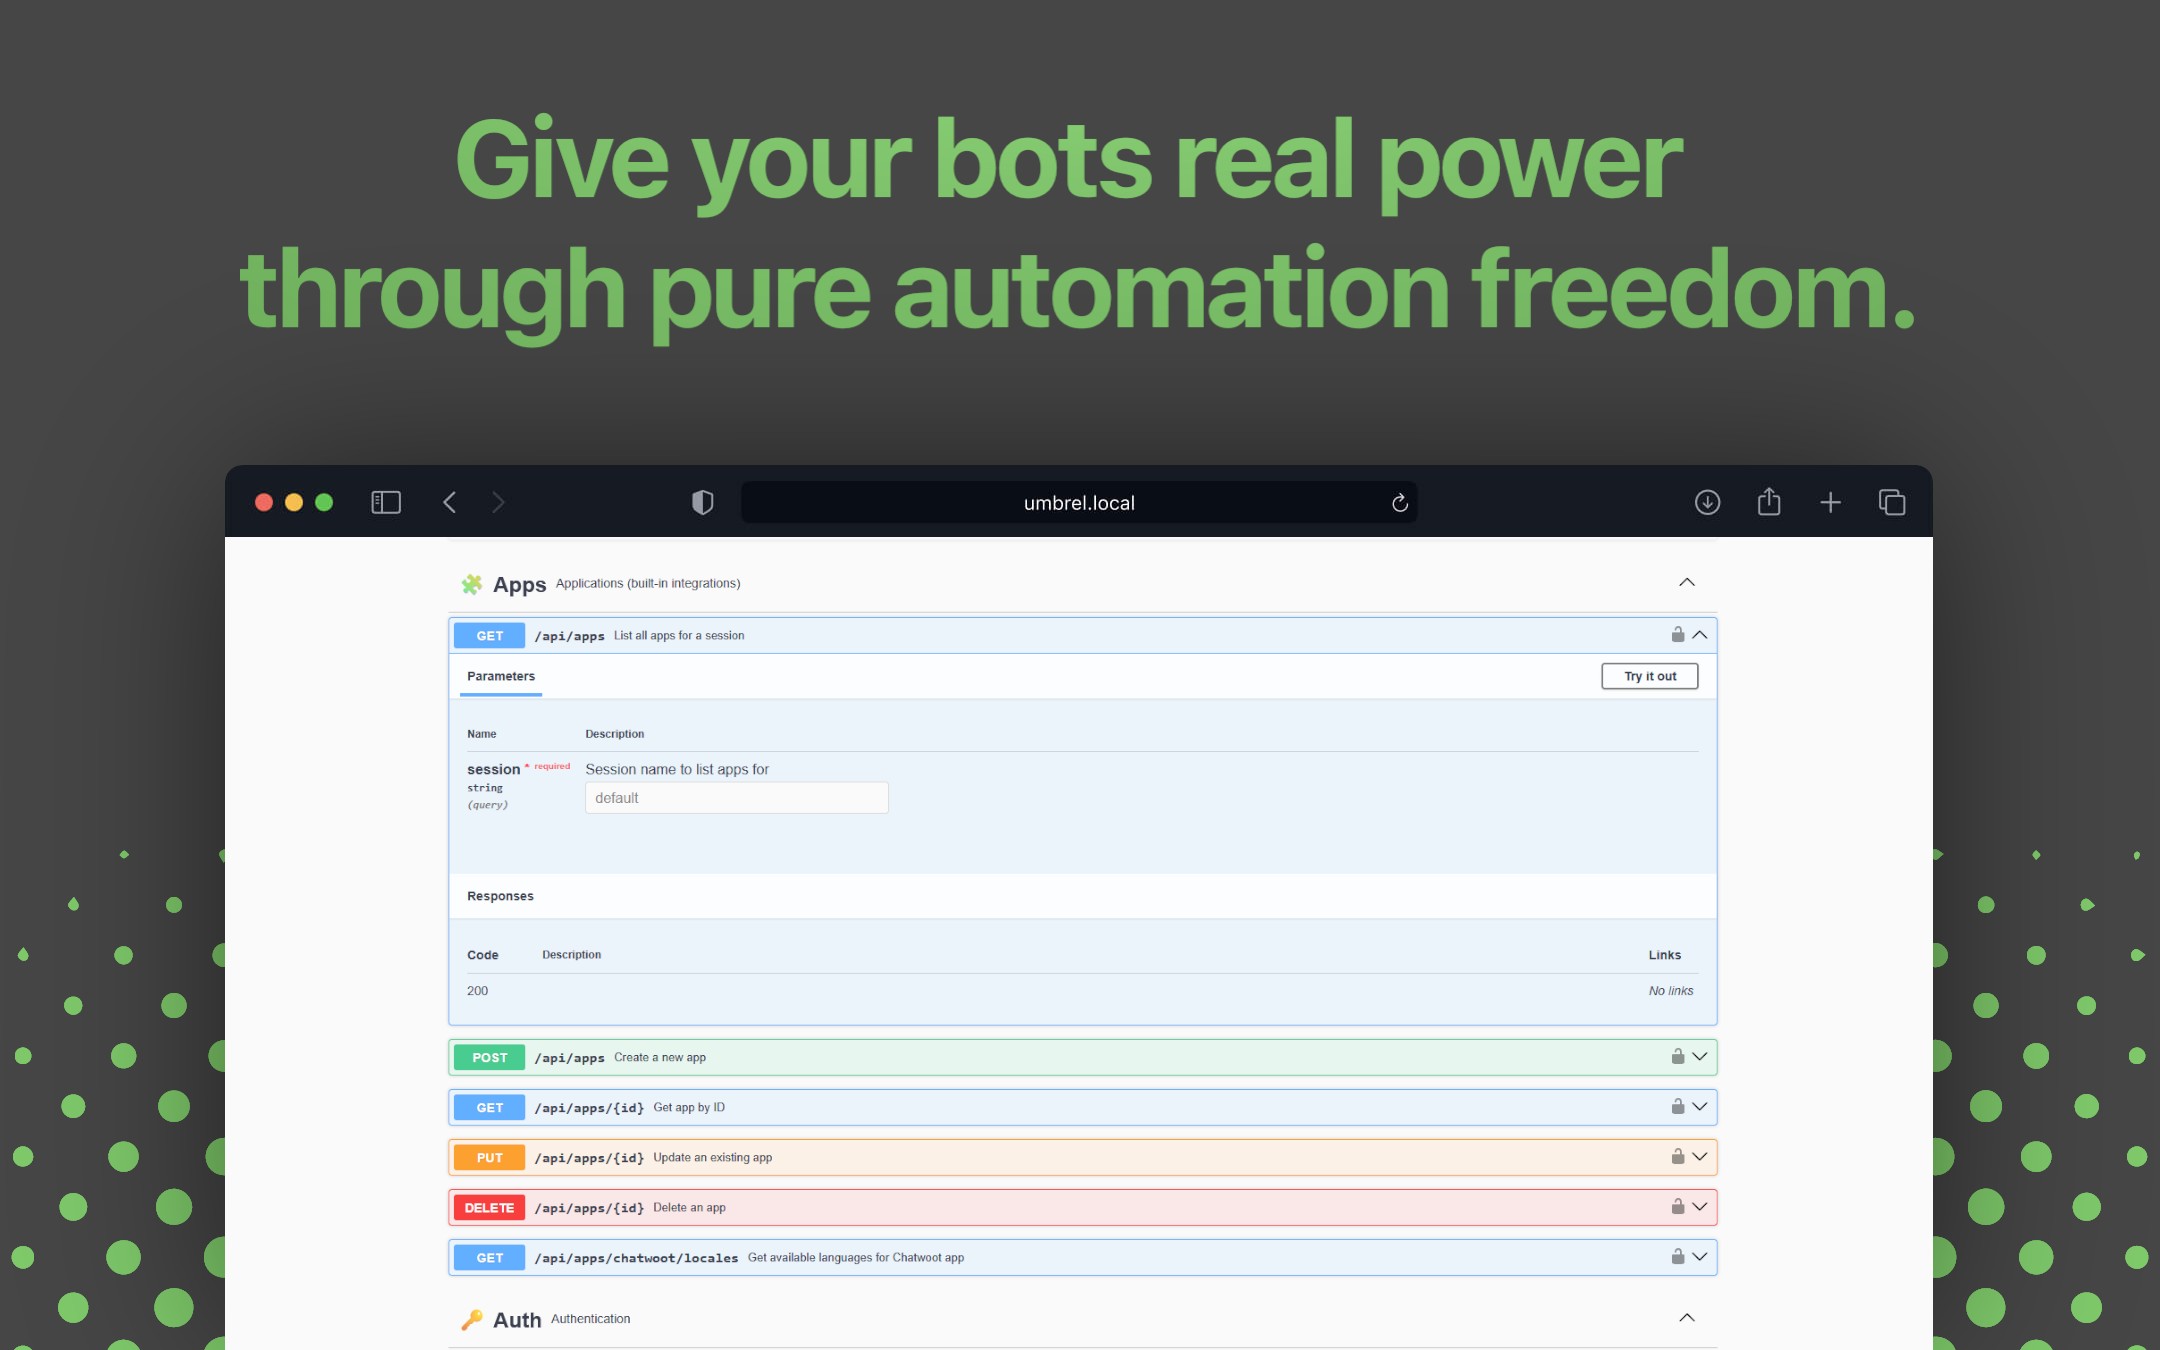 Give your bots real power
through pure automation freedom.
umbrel.local
Apps Applications (built-in integrations)
GET /api/apps List all apps for a session
Parameters Try it out
Name Description
session * required Session name to list apps for
string
(query)
default
Responses
Code Description Links
200 No links
POST /api/apps Create a new app
GET /api/apps/{id} Get app by ID
PUT /api/apps/{id} Update an existing app
DELETE /api/apps/{id} Delete an app
GET /api/apps/chatwoot/locales Get available languages for Chatwoot app
Auth Authentication